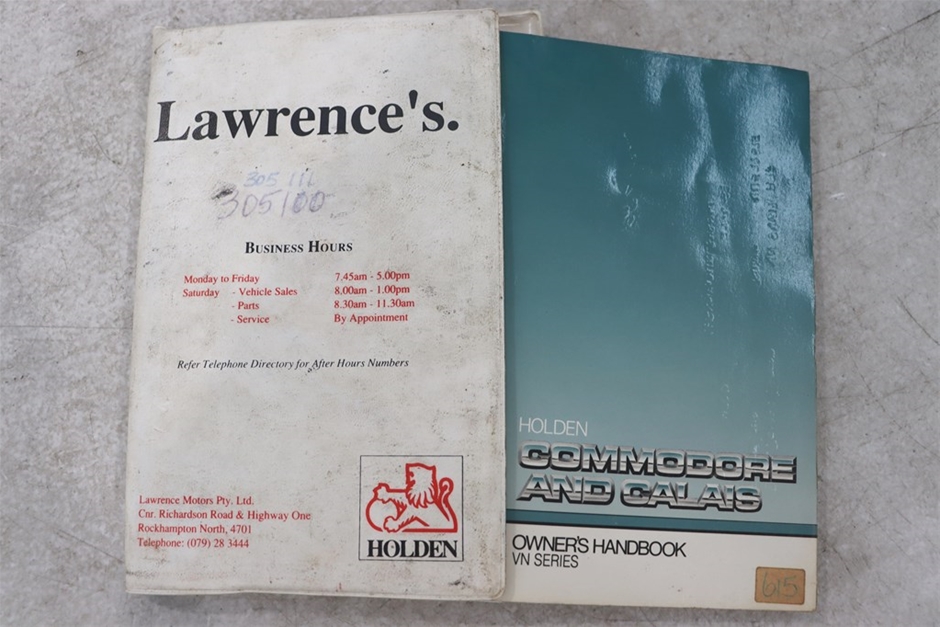 Lawrence's.
305 111
305100
BUSINESS HOURS
Monday to Friday 7.45am - 5.00pm
Saturday - Vehicle Sales 8.00am - 1.00pm
- Parts 8.30am - 11.30am
- Service By Appointment
Refer Telephone Directory for After Hours Numbers
Lawrence Motors Pty. Ltd.
Cnr. Richardson Road & Highway One
Rockhampton North, 4701
Telephone: (079) 28 3444
HOLDEN
HOLDEN
COMMODORE
AND CALAIS
OWNER'S HANDBOOK
VN SERIES
615